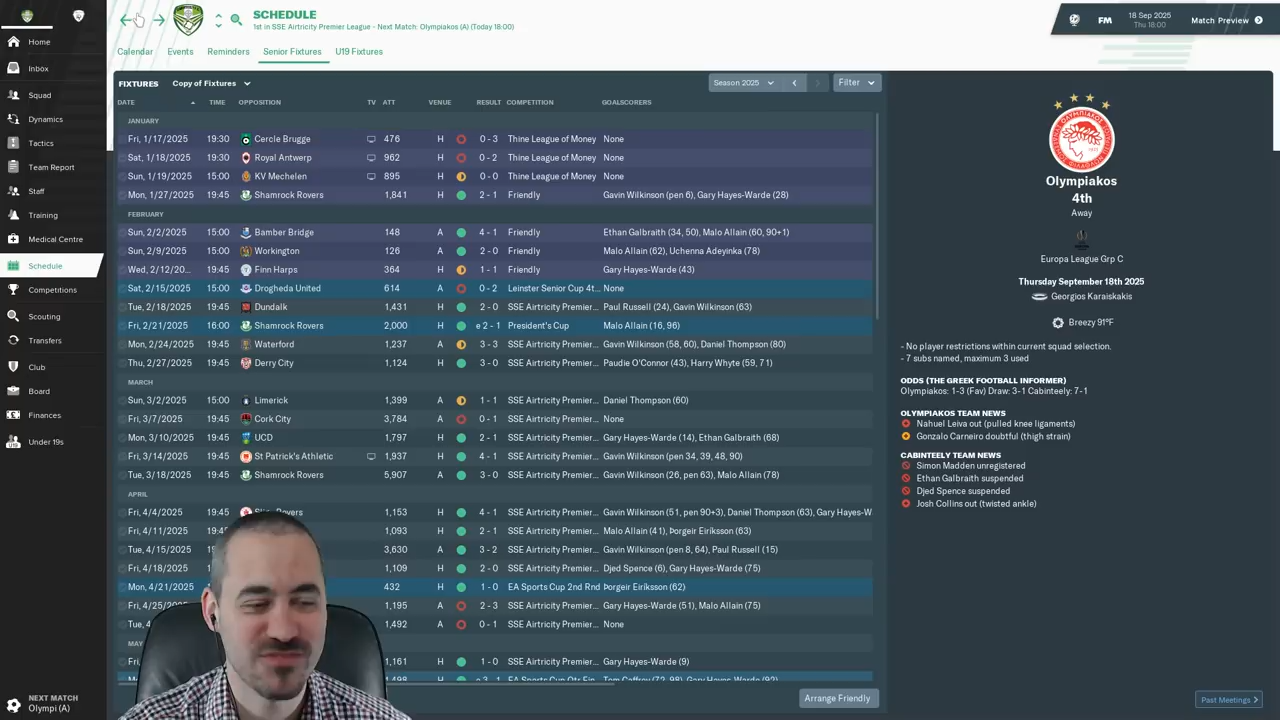 SCHEDULE
1st in SSE Airtricity Premier League - Next Match: Olympiakos (A) (Today 18:00)
FM
18 Sep 2025
Thu 18:00
Match Preview
Calendar Events Reminders Senior Fixtures U19 Fixtures
Home
Inbox
Squad
Dynamics
Tactics
Team Report
Staff
Training
Medical Centre
Schedule
Competitions
Scouting
Transfers
Club
Board
Finances
Under 19s
NEXT MATCH
Olympi (A)
FIXTURES Copy of Fixtures Season 2025 Filter
DATE TIME OPPOSITION TV ATT VENUE RESULT COMPETITION GOALSCORERS
JANUARY
Fri, 1/17/2025 19:30 Cercle Brugge 476 H 0 - 3 Thine League of Money None
Sat, 1/18/2025 19:30 Royal Antwerp 962 H 0 - 2 Thine League of Money None
Sun, 1/19/2025 15:00 KV Mechelen 895 H 0 - 0 Thine League of Money None
Mon, 1/27/2025 19:45 Shamrock Rovers 1,841 H 2 - 1 Friendly Gavin Wilkinson (pen 6), Gary Hayes-Warde (28)
FEBRUARY
Sun, 2/2/2025 15:00 Bamber Bridge 148 A 4 - 1 Friendly Ethan Galbraith (34, 50), Malo Allain (60, 90+1)
Sun, 2/9/2025 15:00 Workington 126 A 2 - 0 Friendly Malo Allain (62), Uchenna Adeyinka (78)
Wed, 2/12/20... 19:45 Finn Harps 364 H 1 - 1 Friendly Gary Hayes-Warde (43)
Sat, 2/15/2025 15:00 Drogheda United 614 A 0 - 2 Leinster Senior Cup 4t... None
Tue, 2/18/2025 19:45 Dundalk 1,431 H 2 - 0 SSE Airtricity Premier... Paul Russell (24), Gavin Wilkinson (63)
Fri, 2/21/2025 16:00 Shamrock Rovers 2,000 H e 2 - 1 President's Cup Malo Allain (16, 96)
Mon, 2/24/2025 19:45 Waterford 1,237 A 3 - 3 SSE Airtricity Premier... Gavin Wilkinson (58, 60), Daniel Thompson (80)
Thu, 2/27/2025 19:45 Derry City 1,124 H 3 - 0 SSE Airtricity Premier... Paudie O'Connor (43), Harry Whyte (59, 71)
MARCH
Sun, 3/2/2025 15:00 Limerick 1,399 A 1 - 1 SSE Airtricity Premier... Daniel Thompson (60)
Fri, 3/7/2025 19:45 Cork City 3,784 A 0 - 1 SSE Airtricity Premier... None
Mon, 3/10/2025 19:45 UCD 1,797 H 2 - 1 SSE Airtricity Premier... Gary Hayes-Warde (14), Ethan Galbraith (68)
Fri, 3/14/2025 19:45 St Patrick's Athletic 1,937 H 4 - 1 SSE Airtricity Premier... Gavin Wilkinson (pen 34, 39, 48, 90)
Tue, 3/18/2025 19:45 Shamrock Rovers 5,907 A 3 - 0 SSE Airtricity Premier... Gavin Wilkinson (26, pen 63), Malo Allain (78)
APRIL
Fri, 4/4/2025 19:45 Rovers 1,153 H 4 - 1 SSE Airtricity Premier... Gavin Wilkinson (51, pen 90+3), Daniel Thompson (63), Gary Hayes-W
Fri, 4/11/2025 1,093 H 2 - 1 SSE Airtricity Premier... Malo Allain (41), Þorgeir Eiríksson (63)
Tue, 4/15/2025 3,630 A 3 - 2 SSE Airtricity Premier... Gavin Wilkinson (pen 8, 64), Paul Russell (15)
Fri, 4/18/2025 1,109 H 2 - 0 SSE Airtricity Premier... Djed Spence (6), Gary Hayes-Warde (75)
Mon, 4/21/2025 432 H 1 - 0 EA Sports Cup 2nd Rnd Þorgeir Eiríksson (62)
Fri, 4/25/ 1,195 A 2 - 3 SSE Airtricity Premier... Gary Hayes-Warde (51), Malo Allain (75)
Tue, 4 1,492 A 0 - 1 SSE Airtricity Premier... None
MAY
Fri, 1,161 H 1 - 0 SSE Airtricity Premier... Gary Hayes-Warde (9)
Arrange Friendly
Olympiakos
4th
Away
Europa League Grp C
Thursday September 18th 2025
Georgios Karaiskakis
Breezy 91°F
- No player restrictions within current squad selection.
- 7 subs named, maximum 3 used
ODDS (THE GREEK FOOTBALL INFORMER)
Olympiakos: 1-3 (Fav) Draw: 3-1 Cabinteely: 7-1
OLYMPIAKOS TEAM NEWS
Nahuel Leiva out (pulled knee ligaments)
Gonzalo Carneiro doubtful (thigh strain)
CABINTEELY TEAM NEWS
Simon Madden unregistered
Ethan Galbraith suspended
Djed Spence suspended
Josh Collins out (twisted ankle)
Past Meetings